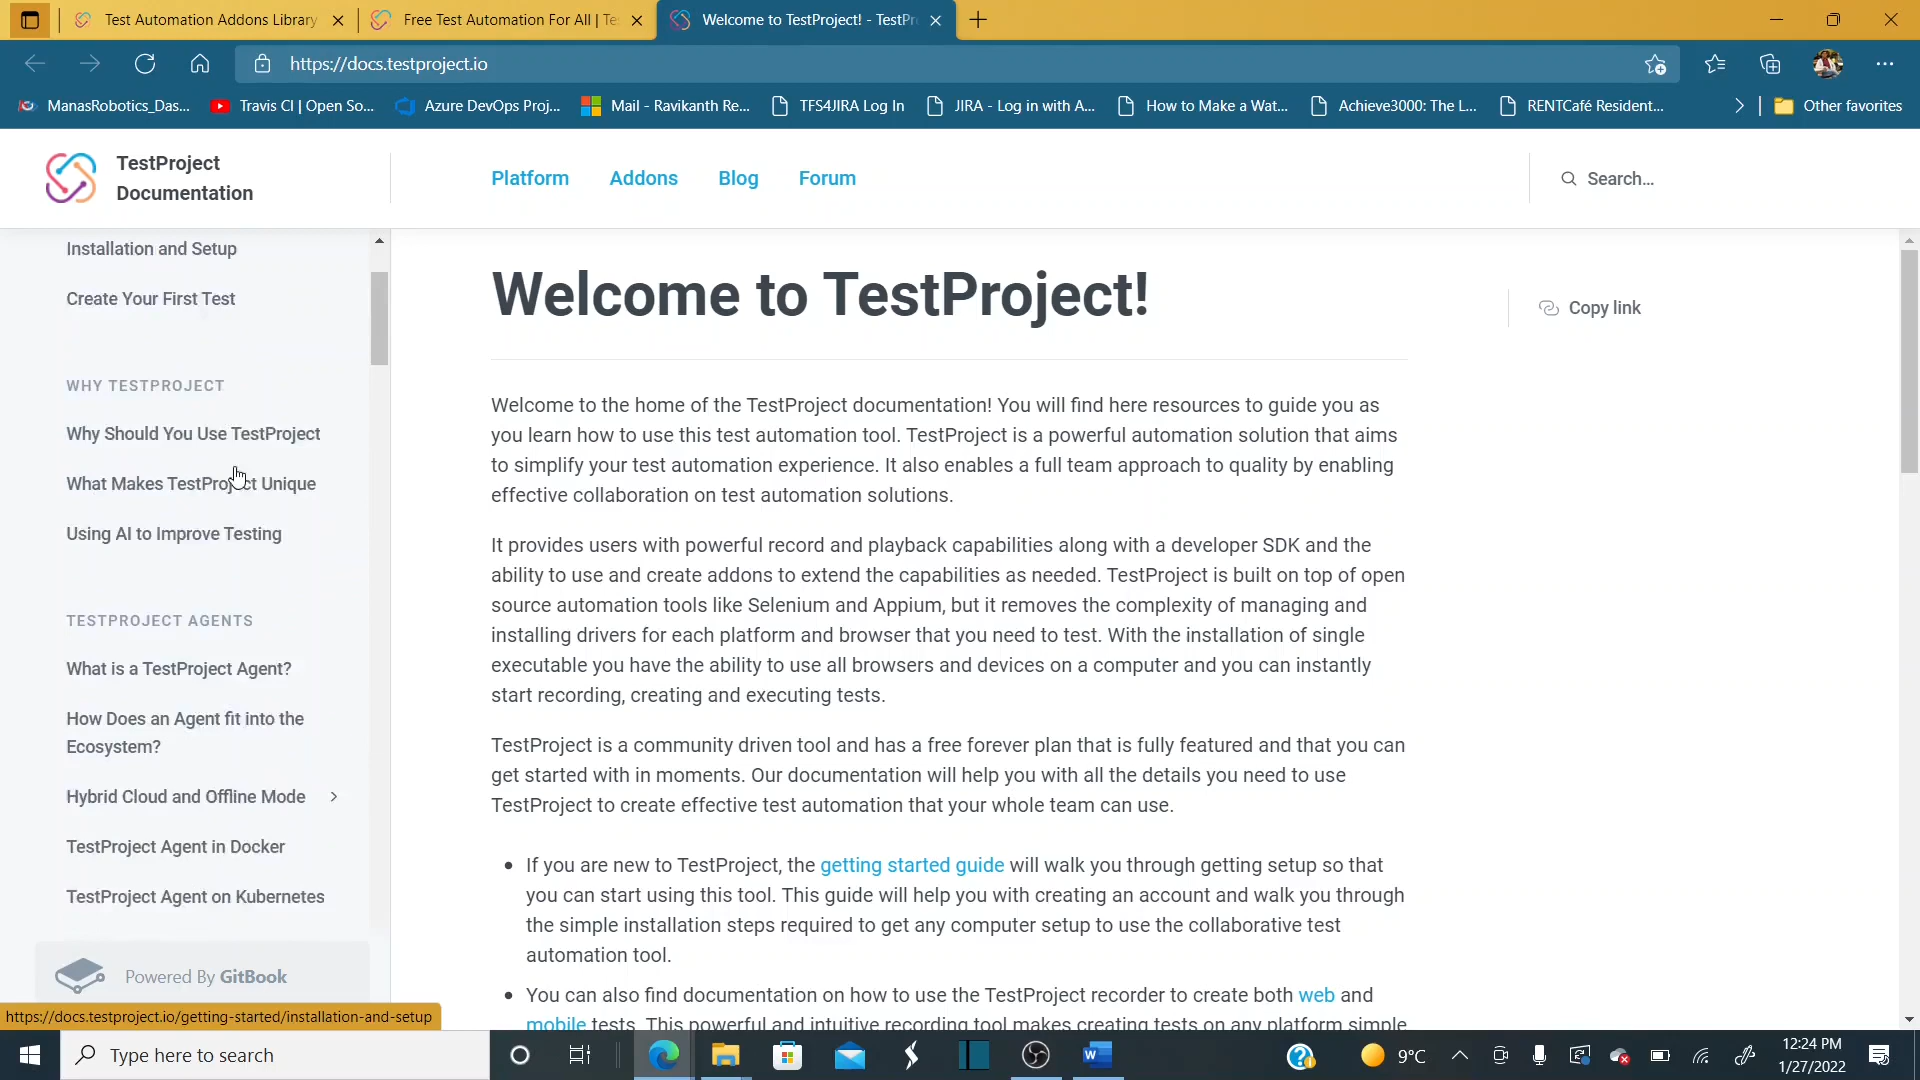 Test Automation Addons Library
Free Test Automation For All | Te
Welcome to TestProject! - TestPr
https://docs.testproject.io
ManasRobotics_Das...
Travis CI | Open So...
Azure DevOps Proj...
Mail - Ravikanth Re...
TFS4JIRA Log In
JIRA - Log in with A...
How to Make a Wat...
Achieve3000: The L...
RENTCafé Resident...
Other favorites
TestProject
Documentation
Platform
Addons
Blog
Forum
Search...
Installation and Setup
Create Your First Test
WHY TESTPROJECT
Why Should You Use TestProject
What Makes TestProject Unique
Using AI to Improve Testing
TESTPROJECT AGENTS
What is a TestProject Agent?
How Does an Agent fit into the
Ecosystem?
Hybrid Cloud and Offline Mode
TestProject Agent in Docker
TestProject Agent on Kubernetes
Powered By GitBook
Welcome to TestProject!
Copy link
Welcome to the home of the TestProject documentation! You will find here resources to guide you as
you learn how to use this test automation tool. TestProject is a powerful automation solution that aims
to simplify your test automation experience. It also enables a full team approach to quality by enabling
effective collaboration on test automation solutions.
It provides users with powerful record and playback capabilities along with a developer SDK and the
ability to use and create addons to extend the capabilities as needed. TestProject is built on top of open
source automation tools like Selenium and Appium, but it removes the complexity of managing and
installing drivers for each platform and browser that you need to test. With the installation of single
executable you have the ability to use all browsers and devices on a computer and you can instantly
start recording, creating and executing tests.
TestProject is a community driven tool and has a free forever plan that is fully featured and that you can
get started with in moments. Our documentation will help you with all the details you need to use
TestProject to create effective test automation that your whole team can use.
If you are new to TestProject, the getting started guide will walk you through getting setup so that
you can start using this tool. This guide will help you with creating an account and walk you through
the simple installation steps required to get any computer setup to use the collaborative test
automation tool.
You can also find documentation on how to use the TestProject recorder to create both web and
mobile tests. This powerful and intuitive recording tool makes creating tests on any platform simple
https://docs.testproject.io/getting-started/installation-and-setup
Type here to search
9°C
12:24 PM
1/27/2022